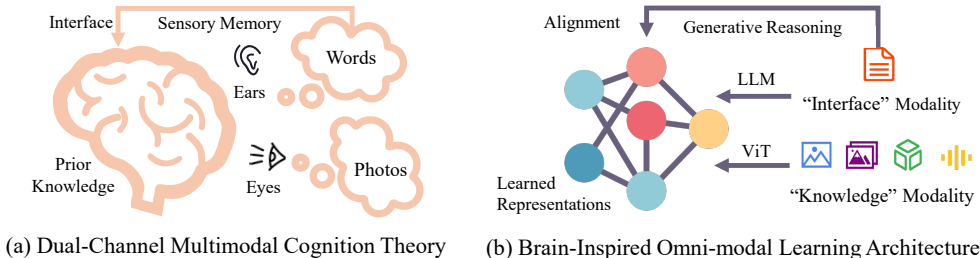 Interface
Sensory Memory
Words
Ears
Prior
Knowledge
Eyes
Photos
(a) Dual-Channel Multimodal Cognition Theory
Alignment
Generative Reasoning
LLM
“Interface” Modality
ViT
Learned
Representations
“Knowledge” Modality
(b) Brain-Inspired Omni-modal Learning Architecture